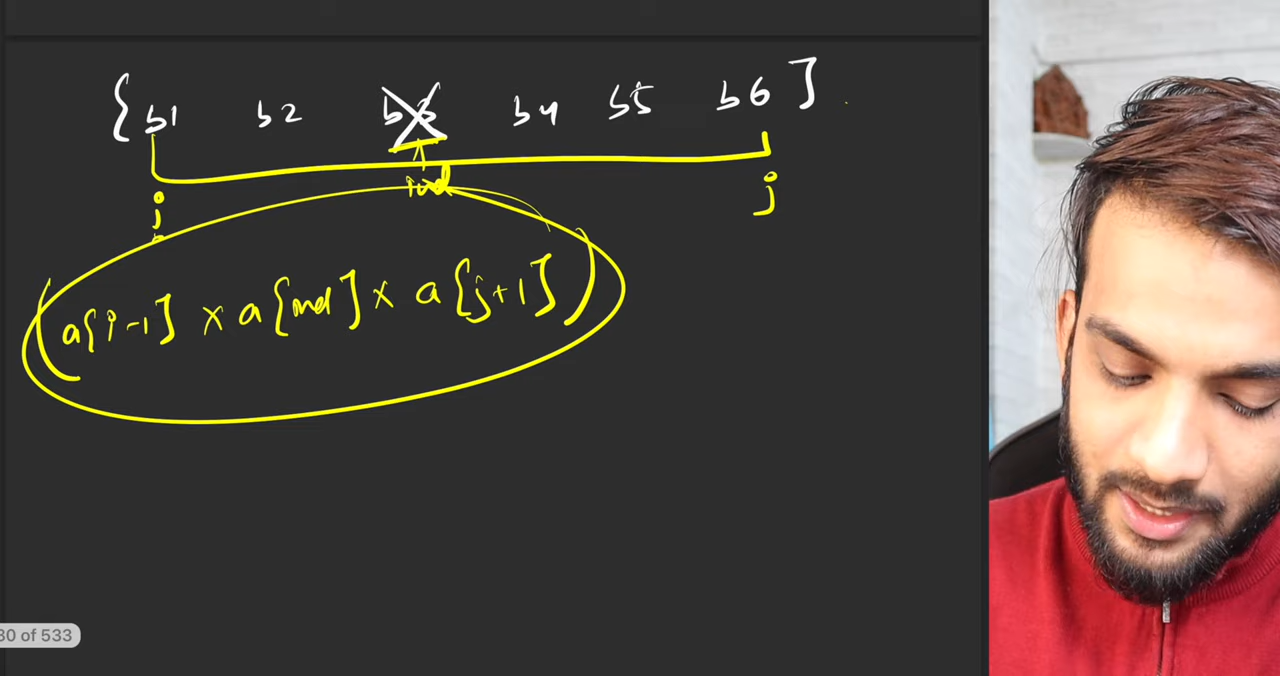 { b1 b2 b3 b4 b5 b6 ]
ind
i j
(a[i-1] x a[ind] x a[j+1])
30 of 533